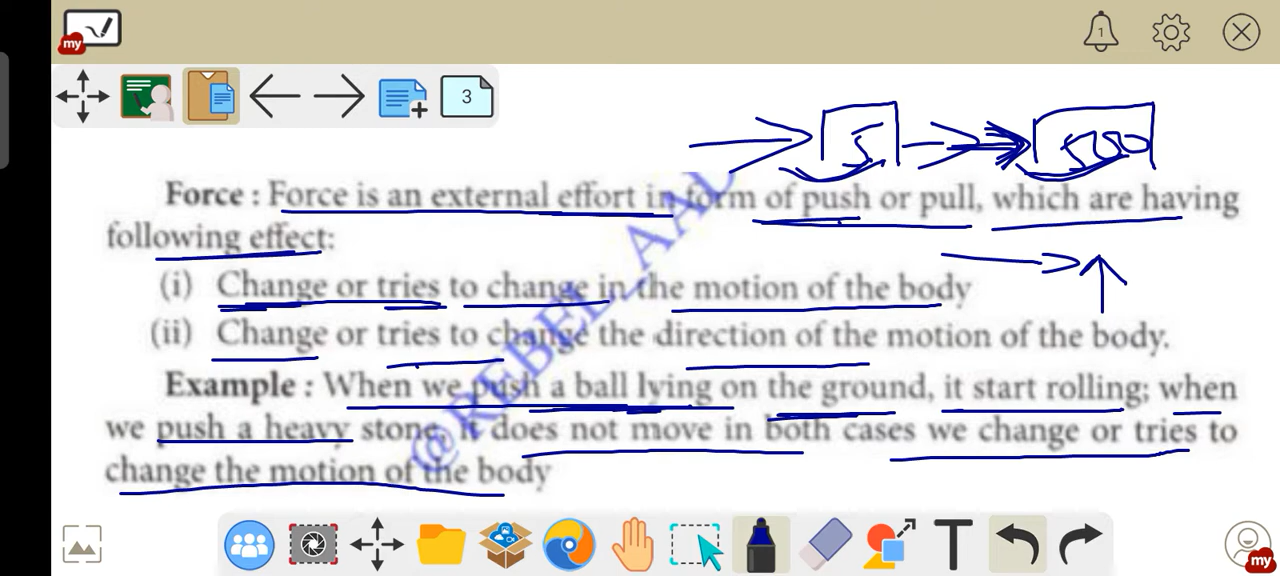 my
1
3
5
500
Force : Force is an external effort in form of push or pull, which are having
following effect:
(i) Change or tries to change in the motion of the body
(ii) Change or tries to change the direction of the motion of the body.
Example : When we push a ball lying on the ground, it start rolling; when
we push a heavy stone, it does not move in both cases we change or tries to
change the motion of the body
@REBEL_AA
T
my